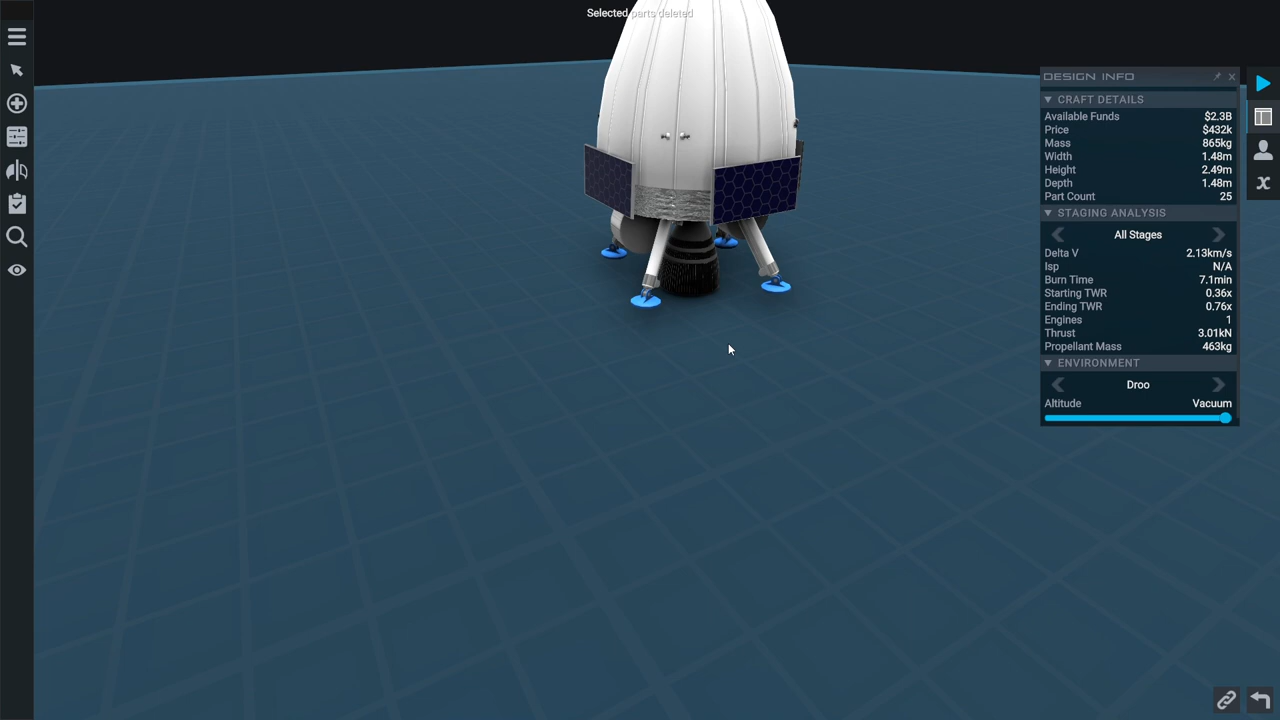 Selected parts deleted
DESIGN INFO
CRAFT DETAILS
Available Funds $2.3B
Price $432k
Mass 865kg
Width 1.48m
Height 2.49m
Depth 1.48m
Part Count 25
STAGING ANALYSIS
All Stages
Delta V 2.13km/s
Isp N/A
Burn Time 7.1min
Starting TWR 0.36x
Ending TWR 0.76x
Engines 1
Thrust 3.01kN
Propellant Mass 463kg
ENVIRONMENT
Droo
Altitude Vacuum